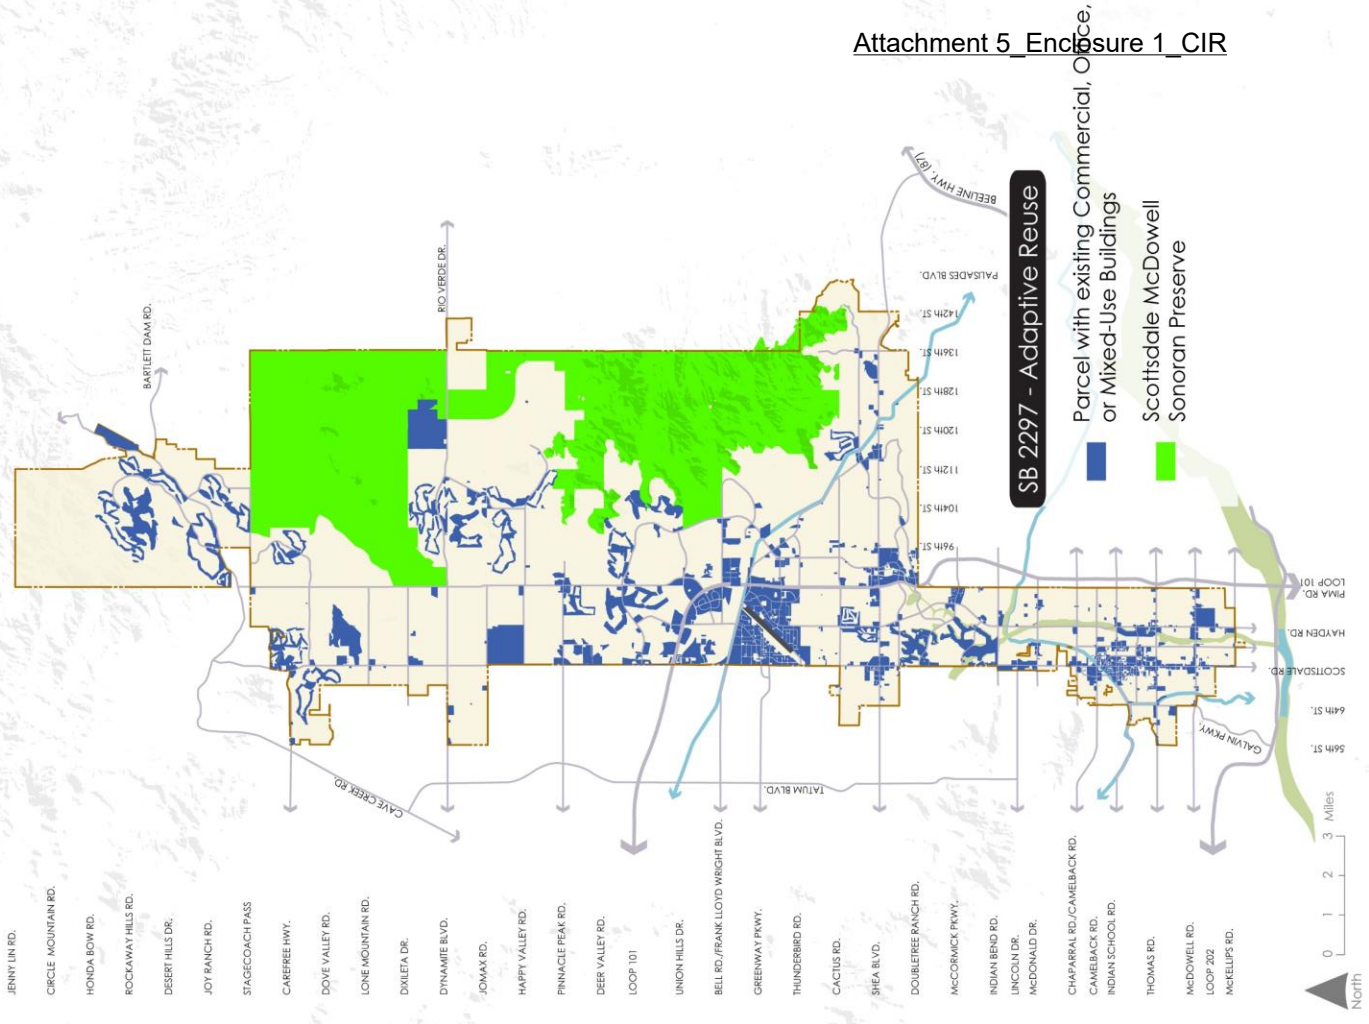 Attachment 5_Enclosure 1_CIR
SB 2297 - Adaptive Reuse
Parcel with existing Commercial, Office,
or Mixed-Use Buildings
Scottsdale McDowell
Sonoran Preserve
BARTLETT DAM RD.
RIO VERDE DR.
BEELINE HWY. (87)
PALISADES BLVD.
142th ST.
136th ST.
128th ST.
120th ST.
112th ST.
104th ST.
96th ST.
LOOP 101
PIMA RD.
HAYDEN RD.
SCOTTSDALE RD.
64th ST.
56th ST.
GALVIN PKWY.
TATUM BLVD.
CAVE CREEK RD.
JENNY LIN RD.
CIRCLE MOUNTAIN RD.
HONDA BOW RD.
ROCKAWAY HILLS RD.
DESERT HILLS DR.
JOY RANCH RD.
STAGECOACH PASS
CAREFREE HWY.
DOVE VALLEY RD.
LONE MOUNTAIN RD.
DIXILETA DR.
DYNAMITE BLVD.
JOMAX RD.
HAPPY VALLEY RD.
PINNACLE PEAK RD.
DEER VALLEY RD.
LOOP 101
UNION HILLS DR.
BELL RD./FRANK LLOYD WRIGHT BLVD.
GREENWAY PKWY.
THUNDERBIRD RD.
CACTUS RD.
SHEA BLVD.
DOUBLETREE RANCH RD.
McCORMICK PKWY.
INDIAN BEND RD.
LINCOLN DR.
McDONALD DR.
CHAPARRAL RD./CAMELBACK RD.
CAMELBACK RD.
INDIAN SCHOOL RD.
THOMAS RD.
McDOWELL RD.
LOOP 202
McKELLIPS RD.
0 1 2 3 Miles
North